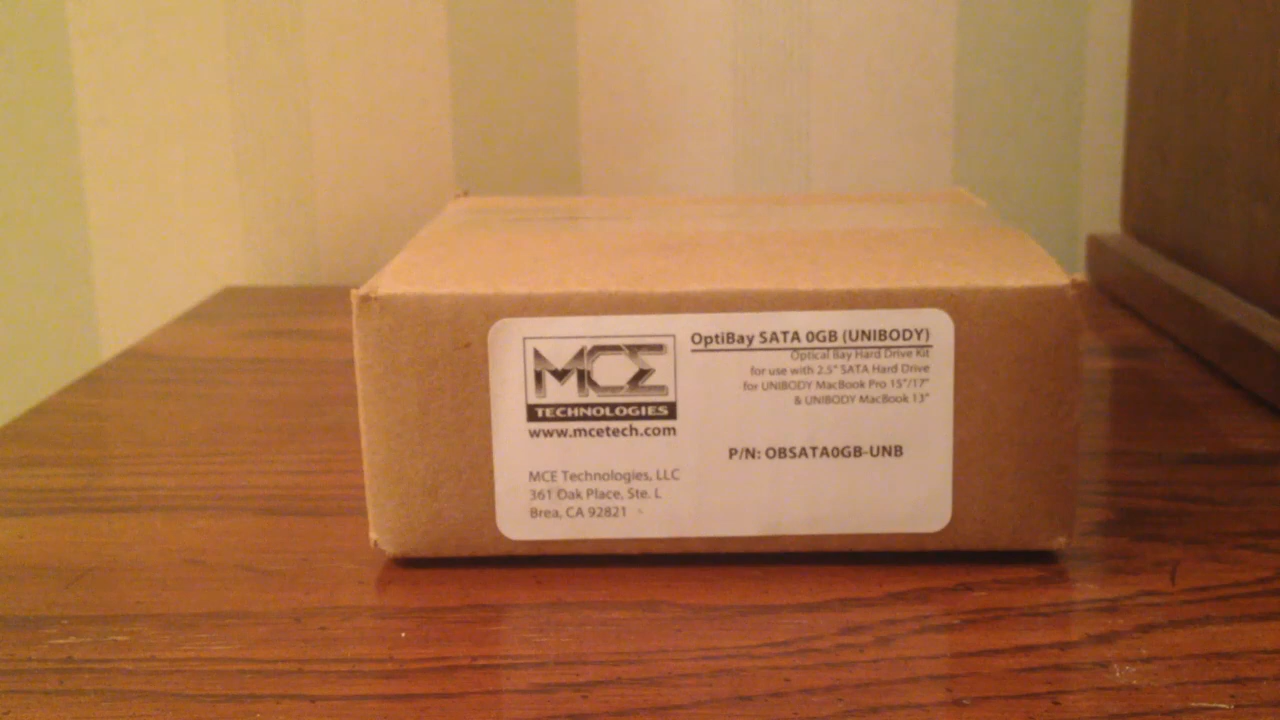 MCE
TECHNOLOGIES
www.mcetech.com
MCE Technologies, LLC
361 Oak Place, Ste. L
Brea, CA 92821
OptiBay SATA 0GB (UNIBODY)
Optical Bay Hard Drive Kit
for use with 2.5" SATA Hard Drive
for UNIBODY MacBook Pro 15"/17"
& UNIBODY MacBook 13"
P/N: OBSATA0GB-UNB